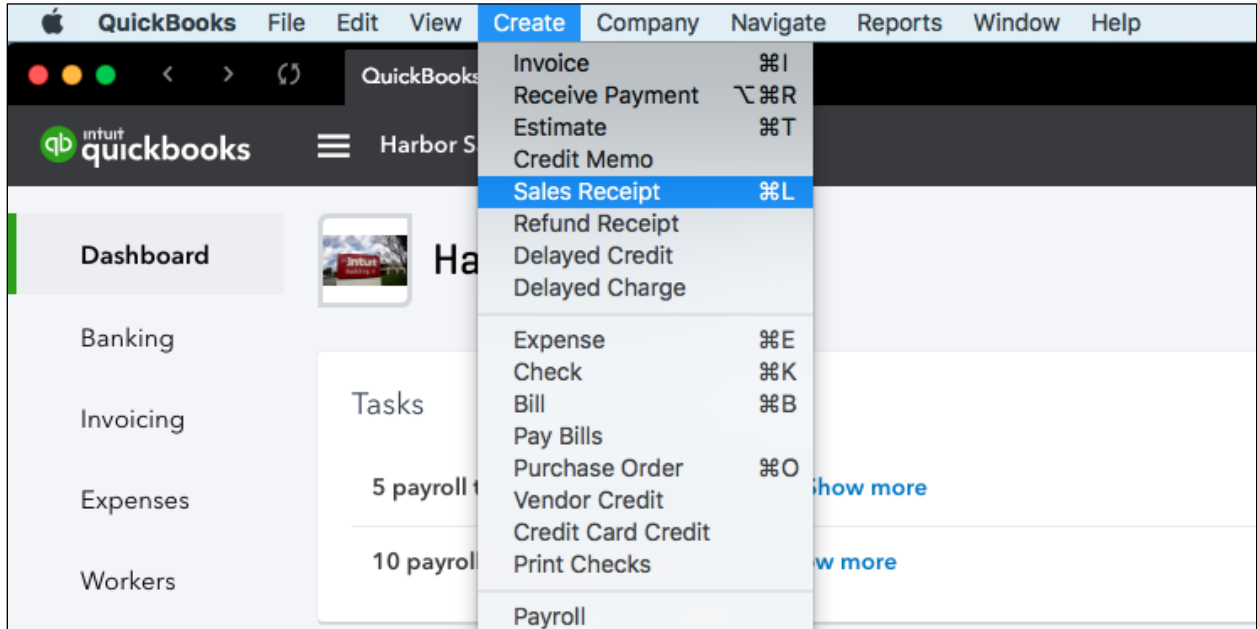 QuickBooks File Edit View Create Company Navigate Reports Window Help
QuickBooks
intuit
quickbooks
Harbor S
Ha
Intuit
Invoice ⌘I
Receive Payment ⌥⌘R
Estimate ⌘T
Credit Memo
Sales Receipt ⌘L
Refund Receipt
Delayed Credit
Delayed Charge
Expense ⌘E
Check ⌘K
Bill ⌘B
Pay Bills
Purchase Order ⌘O
Vendor Credit
Credit Card Credit
Print Checks
Payroll
Dashboard
Banking
Invoicing
Expenses
Workers
Tasks
5 payroll t
how more
10 payroll
ow more